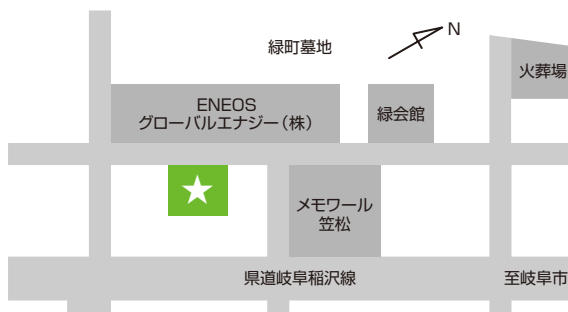 緑町墓地
N
火葬場
ENEOS
グローバルエナジー(株)
緑会館
メモワール
笠松
県道岐阜稲沢線
至岐阜市